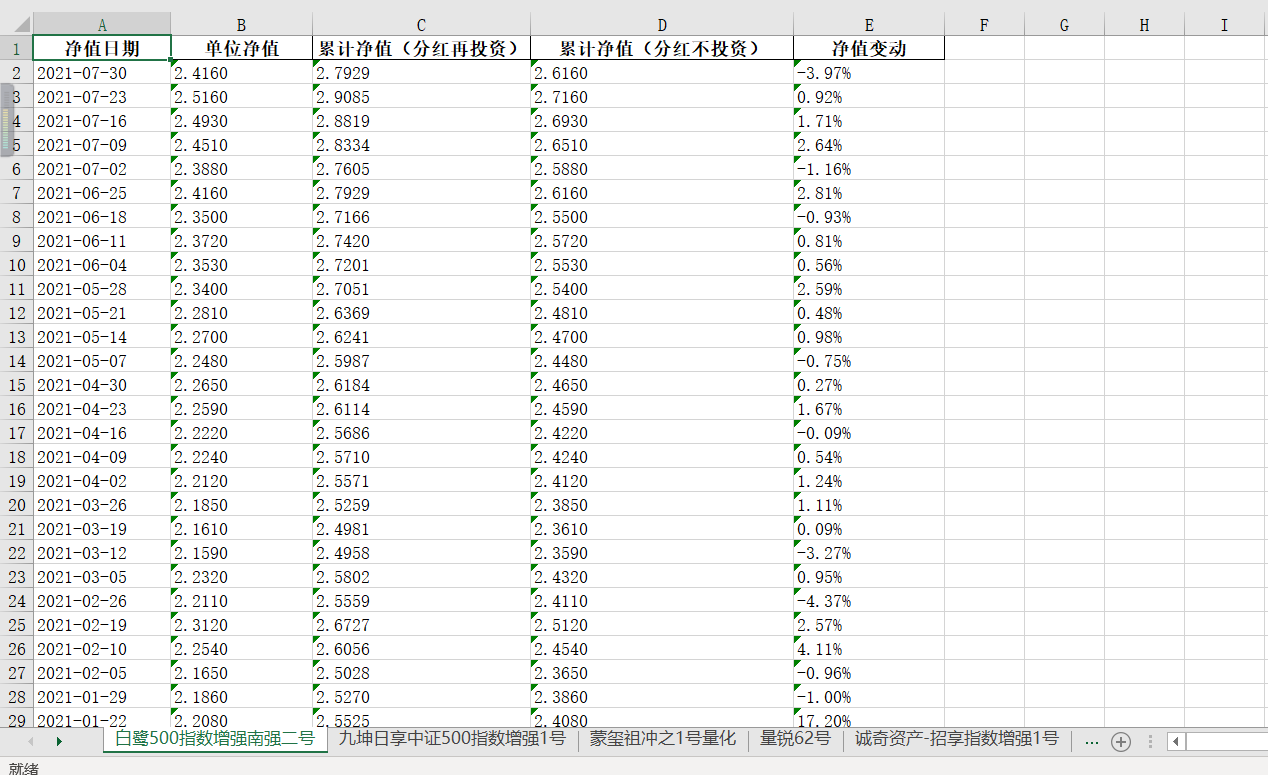 A B C D E F G H I
1 净值日期 单位净值 累计净值（分红再投资） 累计净值（分红不投资） 净值变动
2 2021-07-30 2.4160 2.7929 2.6160 -3.97%
3 2021-07-23 2.5160 2.9085 2.7160 0.92%
4 2021-07-16 2.4930 2.8819 2.6930 1.71%
5 2021-07-09 2.4510 2.8334 2.6510 2.64%
6 2021-07-02 2.3880 2.7605 2.5880 -1.16%
7 2021-06-25 2.4160 2.7929 2.6160 2.81%
8 2021-06-18 2.3500 2.7166 2.5500 -0.93%
9 2021-06-11 2.3720 2.7420 2.5720 0.81%
10 2021-06-04 2.3530 2.7201 2.5530 0.56%
11 2021-05-28 2.3400 2.7051 2.5400 2.59%
12 2021-05-21 2.2810 2.6369 2.4810 0.48%
13 2021-05-14 2.2700 2.6241 2.4700 0.98%
14 2021-05-07 2.2480 2.5987 2.4480 -0.75%
15 2021-04-30 2.2650 2.6184 2.4650 0.27%
16 2021-04-23 2.2590 2.6114 2.4590 1.67%
17 2021-04-16 2.2220 2.5686 2.4220 -0.09%
18 2021-04-09 2.2240 2.5710 2.4240 0.54%
19 2021-04-02 2.2120 2.5571 2.4120 1.24%
20 2021-03-26 2.1850 2.5259 2.3850 1.11%
21 2021-03-19 2.1610 2.4981 2.3610 0.09%
22 2021-03-12 2.1590 2.4958 2.3590 -3.27%
23 2021-03-05 2.2320 2.5802 2.4320 0.95%
24 2021-02-26 2.2110 2.5559 2.4110 -4.37%
25 2021-02-19 2.3120 2.6727 2.5120 2.57%
26 2021-02-10 2.2540 2.6056 2.4540 4.11%
27 2021-02-05 2.1650 2.5028 2.3650 -0.96%
28 2021-01-29 2.1860 2.5270 2.3860 -1.00%
29 2021-01-22 2.2080 2.5525 2.4080 17.20%
白鹭500指数增强南强二号 九坤日享中证500指数增强1号 蒙玺祖冲之1号量化 量锐62号 诚奇资产-招享指数增强1号 ...
就绪